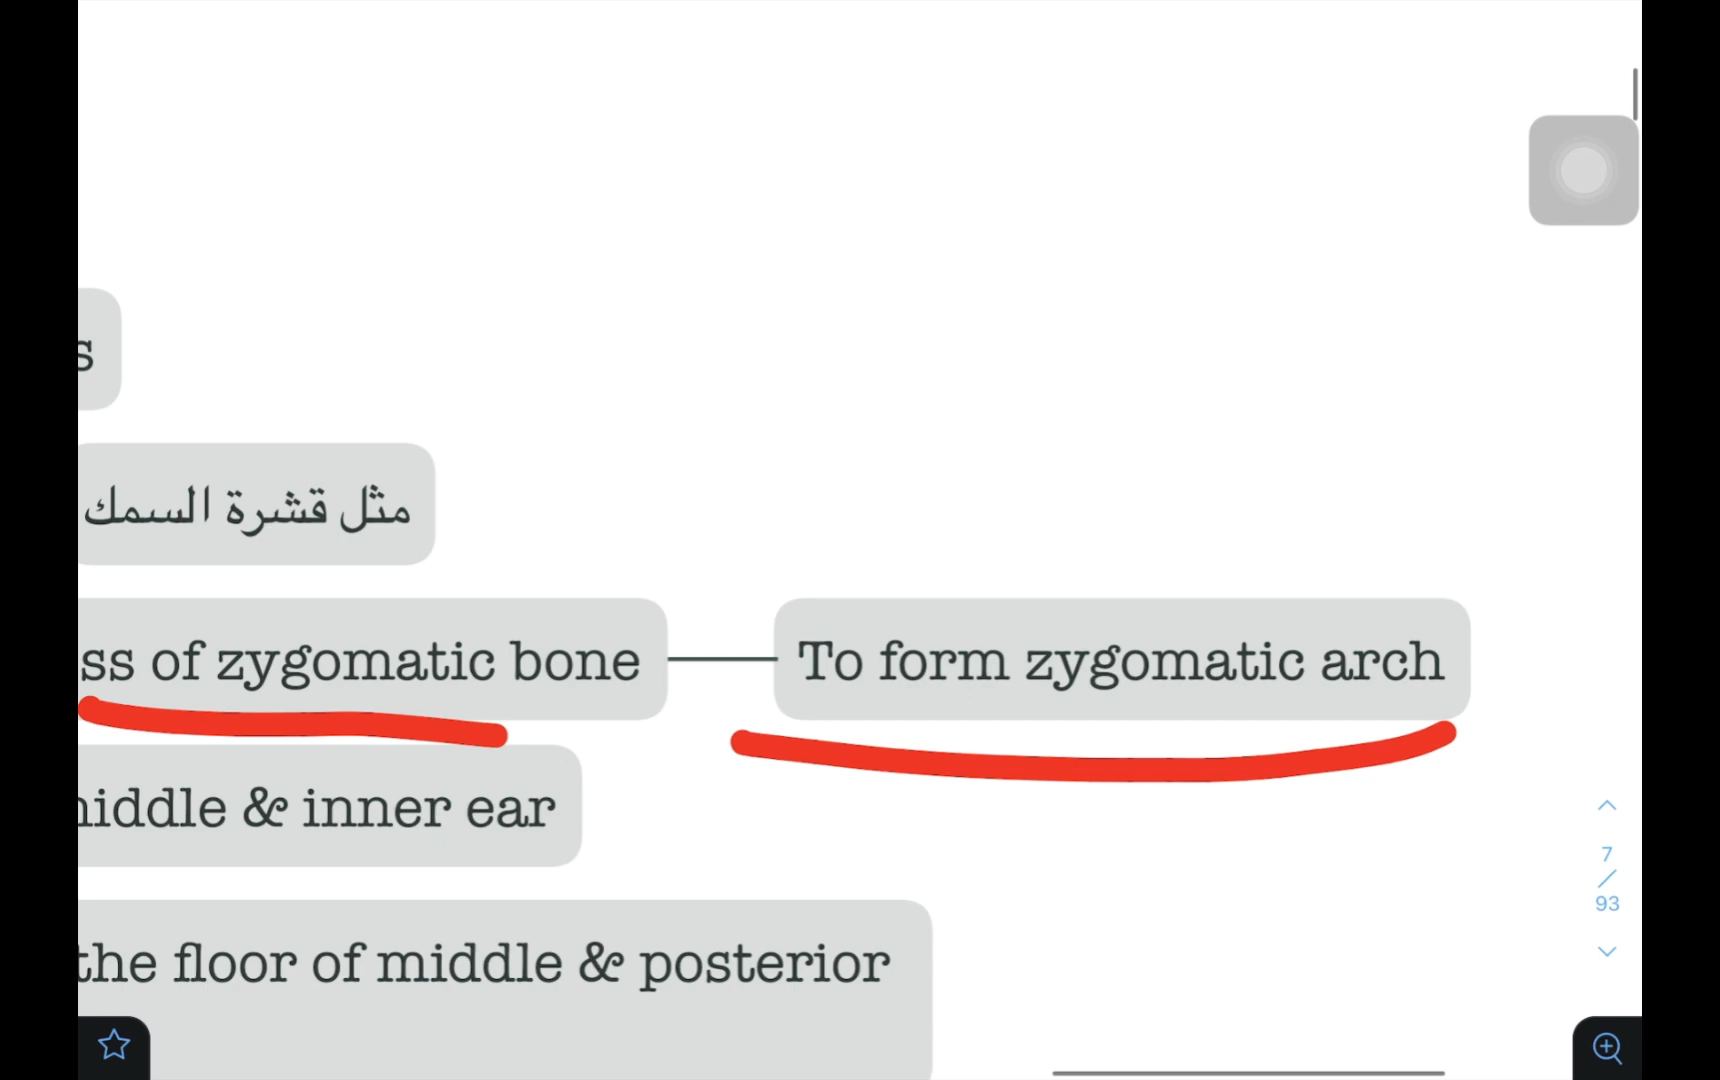 s
مثل قشرة السمك
ss of zygomatic bone
To form zygomatic arch
iddle & inner ear
the floor of middle & posterior
7
/
93